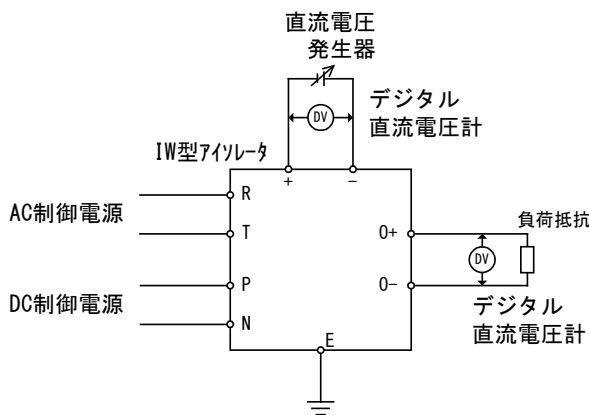 直流電圧
発生器
DV
デジタル
直流電圧計
IW型ｱｲｿﾚｰﾀ
+
−
AC制御電源
R
T
O+
負荷抵抗
DV
DC制御電源
P
N
O−
デジタル
直流電圧計
E